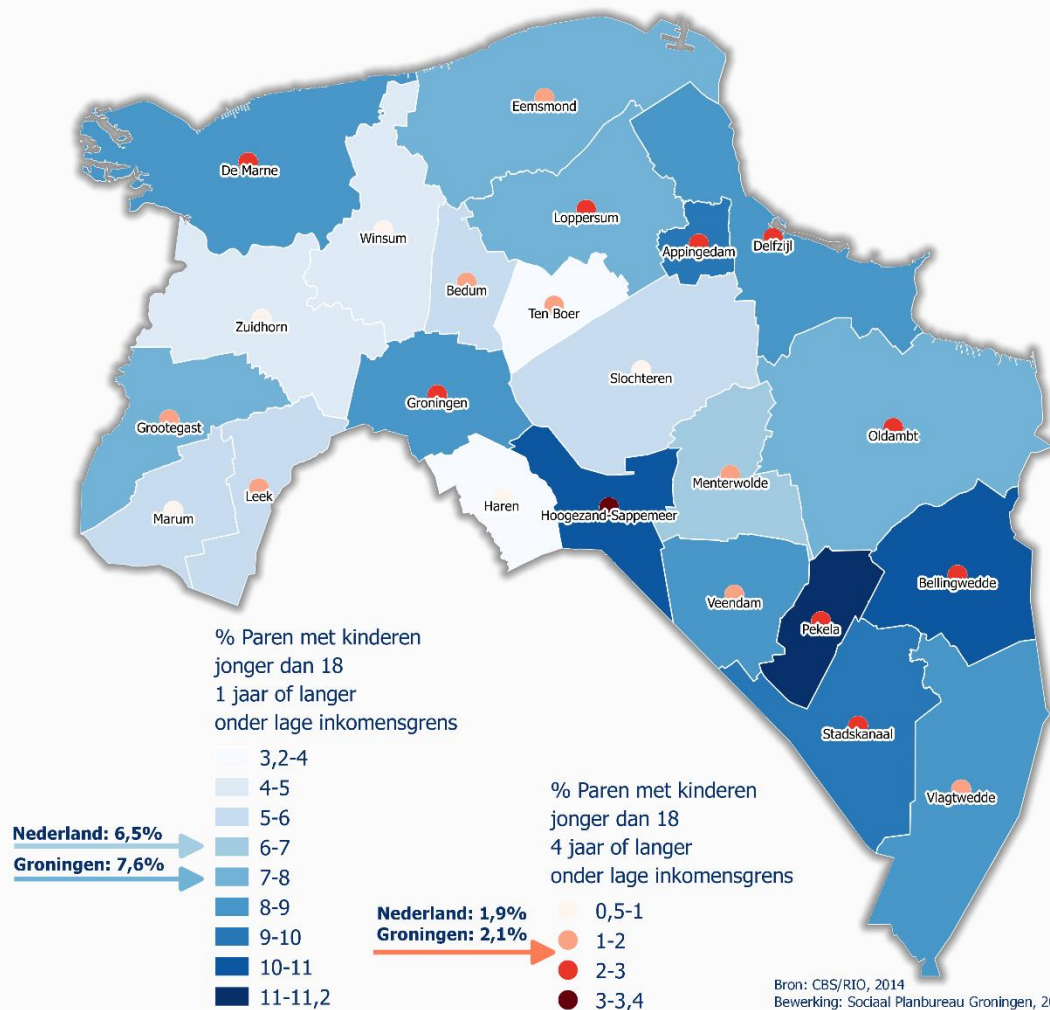 Eemsmond
De Marne
Loppersum
Winsum
Appingedam
Delfzijl
Bedum
Ten Boer
Zuidhorn
Slochteren
Groningen
Grootegast
Oldambt
Menterwolde
Leek
Haren
Marum
Hoogezand-Sappemeer
Bellingwedde
Veendam
Pekela
Stadskanaal
Vlagtwedde
% Paren met kinderen
jonger dan 18
1 jaar of langer
onder lage inkomensgrens
3,2-4
4-5
5-6
6-7
7-8
8-9
9-10
10-11
11-11,2
Nederland: 6,5%
Groningen: 7,6%
% Paren met kinderen
jonger dan 18
4 jaar of langer
onder lage inkomensgrens
0,5-1
1-2
2-3
3-3,4
Nederland: 1,9%
Groningen: 2,1%
Bron: CBS/RIO, 2014
Bewerking: Sociaal Planbureau Groningen,